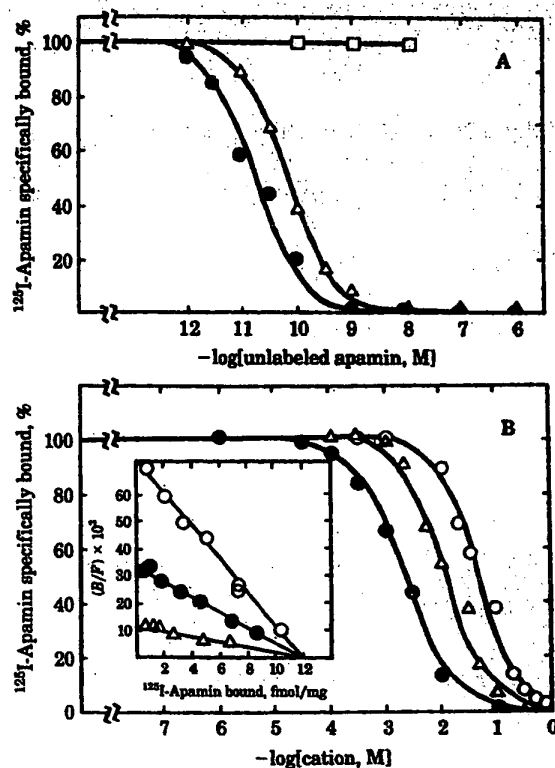 A
¹²⁵I-Apamin specifically bound, %
100
80
60
40
20
12 11 10 9 8 7 6
−log[unlabeled apamin, M]
B
¹²⁵I-Apamin specifically bound, %
100
80
60
40
20
0
(B/F) × 10³
60
50
40
30
20
10
2 4 6 8 10 12
¹²⁵I-Apamin bound, fmol/mg
7 6 5 4 3 2 1 0
−log[cation, M]